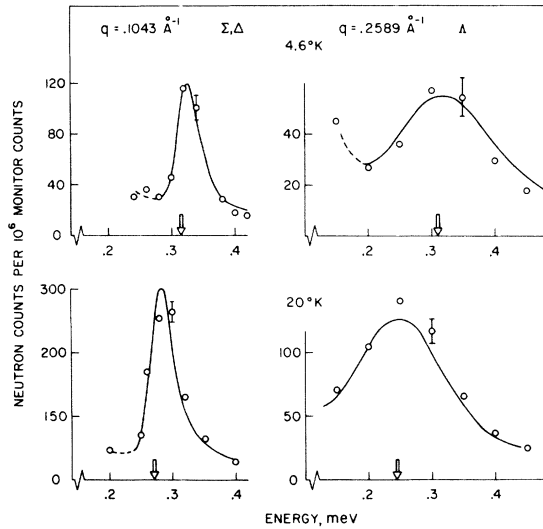 q = .1043 Å⁻¹ Σ,Δ
q = .2589 Å⁻¹ Λ
4.6°K
120
80
40
0
.2 .3 .4
40
20
.2 .3 .4
300
150
50
0
.2 .3 .4
20°K
100
50
0
.2 .3 .4
NEUTRON COUNTS PER 10⁶ MONITOR COUNTS
ENERGY, meV